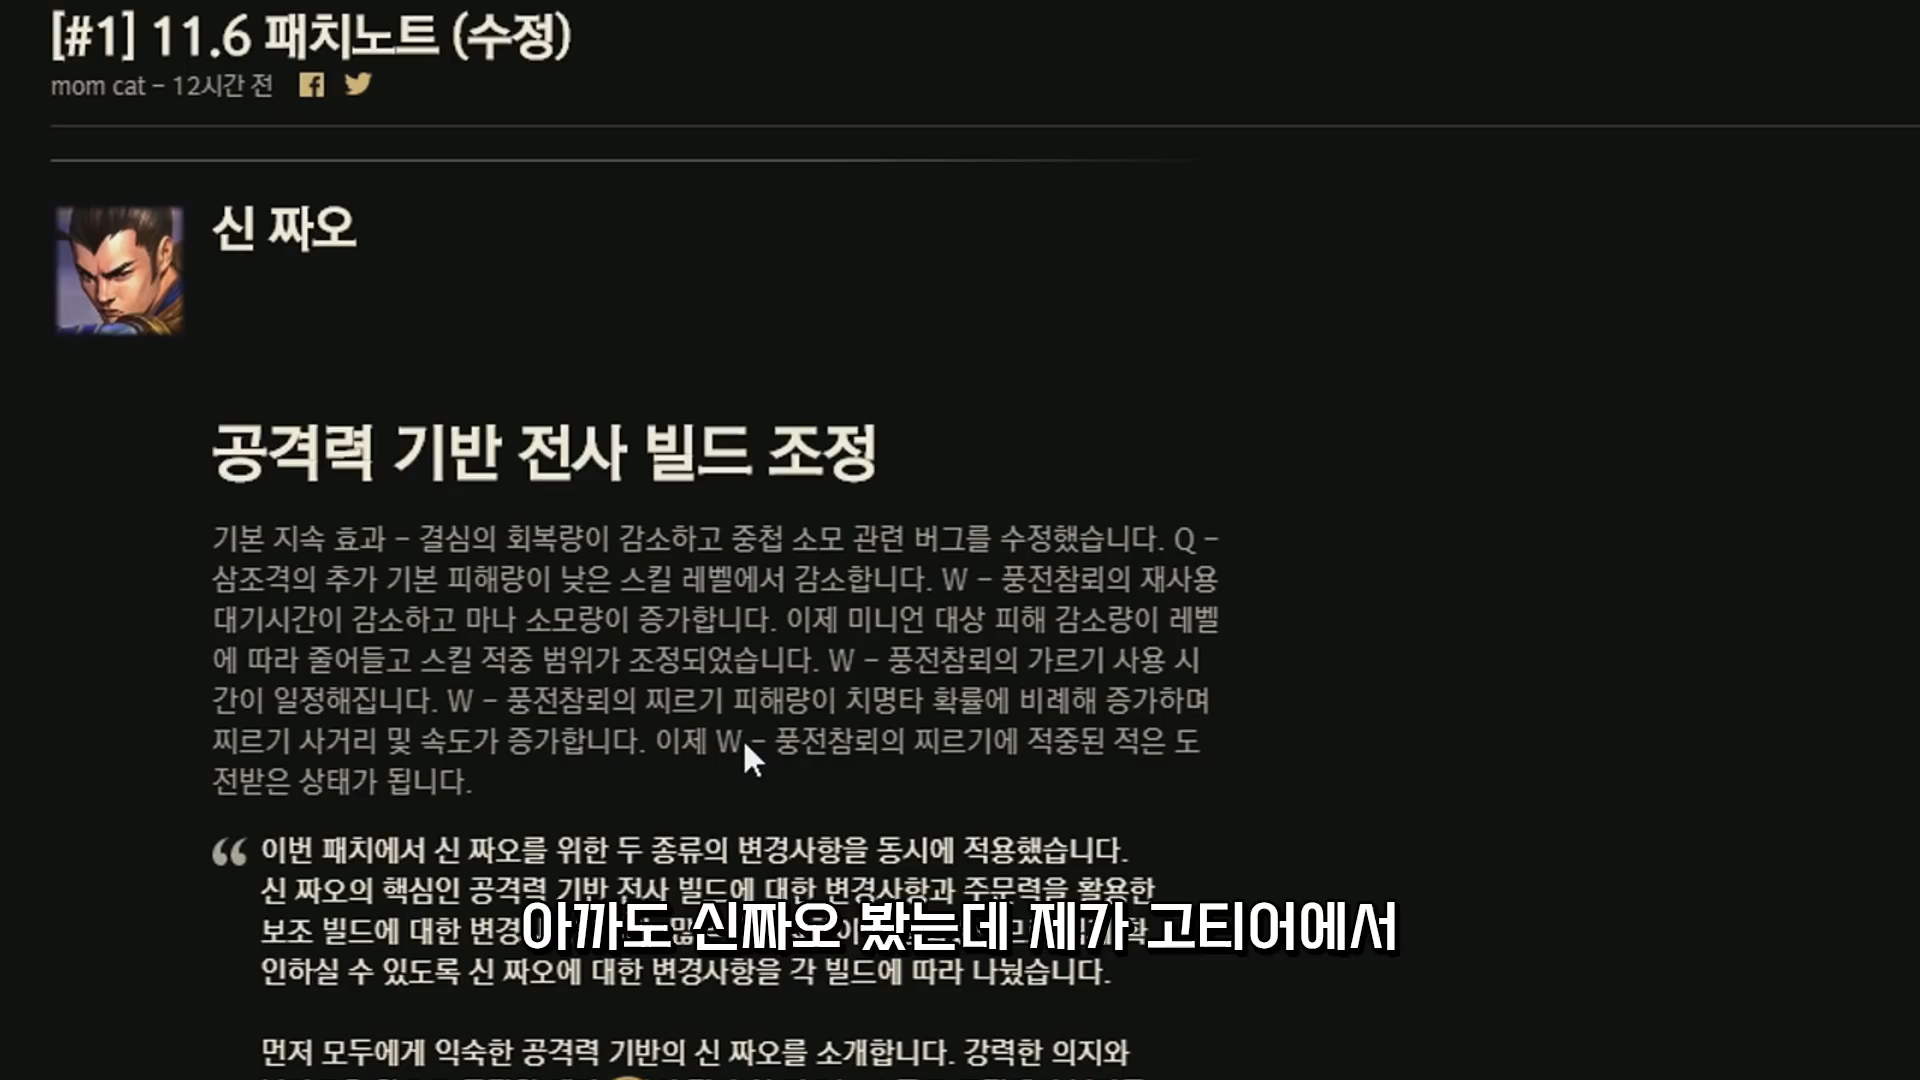 [#1] 11.6 패치노트 (수정)
mom cat – 12시간 전
신 짜오
공격력 기반 전사 빌드 조정
기본 지속 효과 – 결심의 회복량이 감소하고 중첩 소모 관련 버그를 수정했습니다. Q –
삼조격의 추가 기본 피해량이 낮은 스킬 레벨에서 감소합니다. W – 풍전참뢰의 재사용
대기시간이 감소하고 마나 소모량이 증가합니다. 이제 미니언 대상 피해 감소량이 레벨
에 따라 줄어들고 스킬 적중 범위가 조정되었습니다. W – 풍전참뢰의 가르기 사용 시
간이 일정해집니다. W – 풍전참뢰의 찌르기 피해량이 치명타 확률에 비례해 증가하며
찌르기 사거리 및 속도가 증가합니다. 이제 W – 풍전참뢰의 찌르기에 적중된 적은 도
전받은 상태가 됩니다.
“ 이번 패치에서 신 짜오를 위한 두 종류의 변경사항을 동시에 적용했습니다.
신 짜오의 핵심인 공격력 기반 전사 빌드에 대한 변경사항과 주문력을 활용한
보조 빌드에 대한 변경
아까도 신짜오 봤는데 제가 고티어에서
인하실 수 있도록 신 짜오에 대한 변경사항을 각 빌드에 따라 나눴습니다.
먼저 모두에게 익숙한 공격력 기반의 신 짜오를 소개합니다. 강력한 의지와